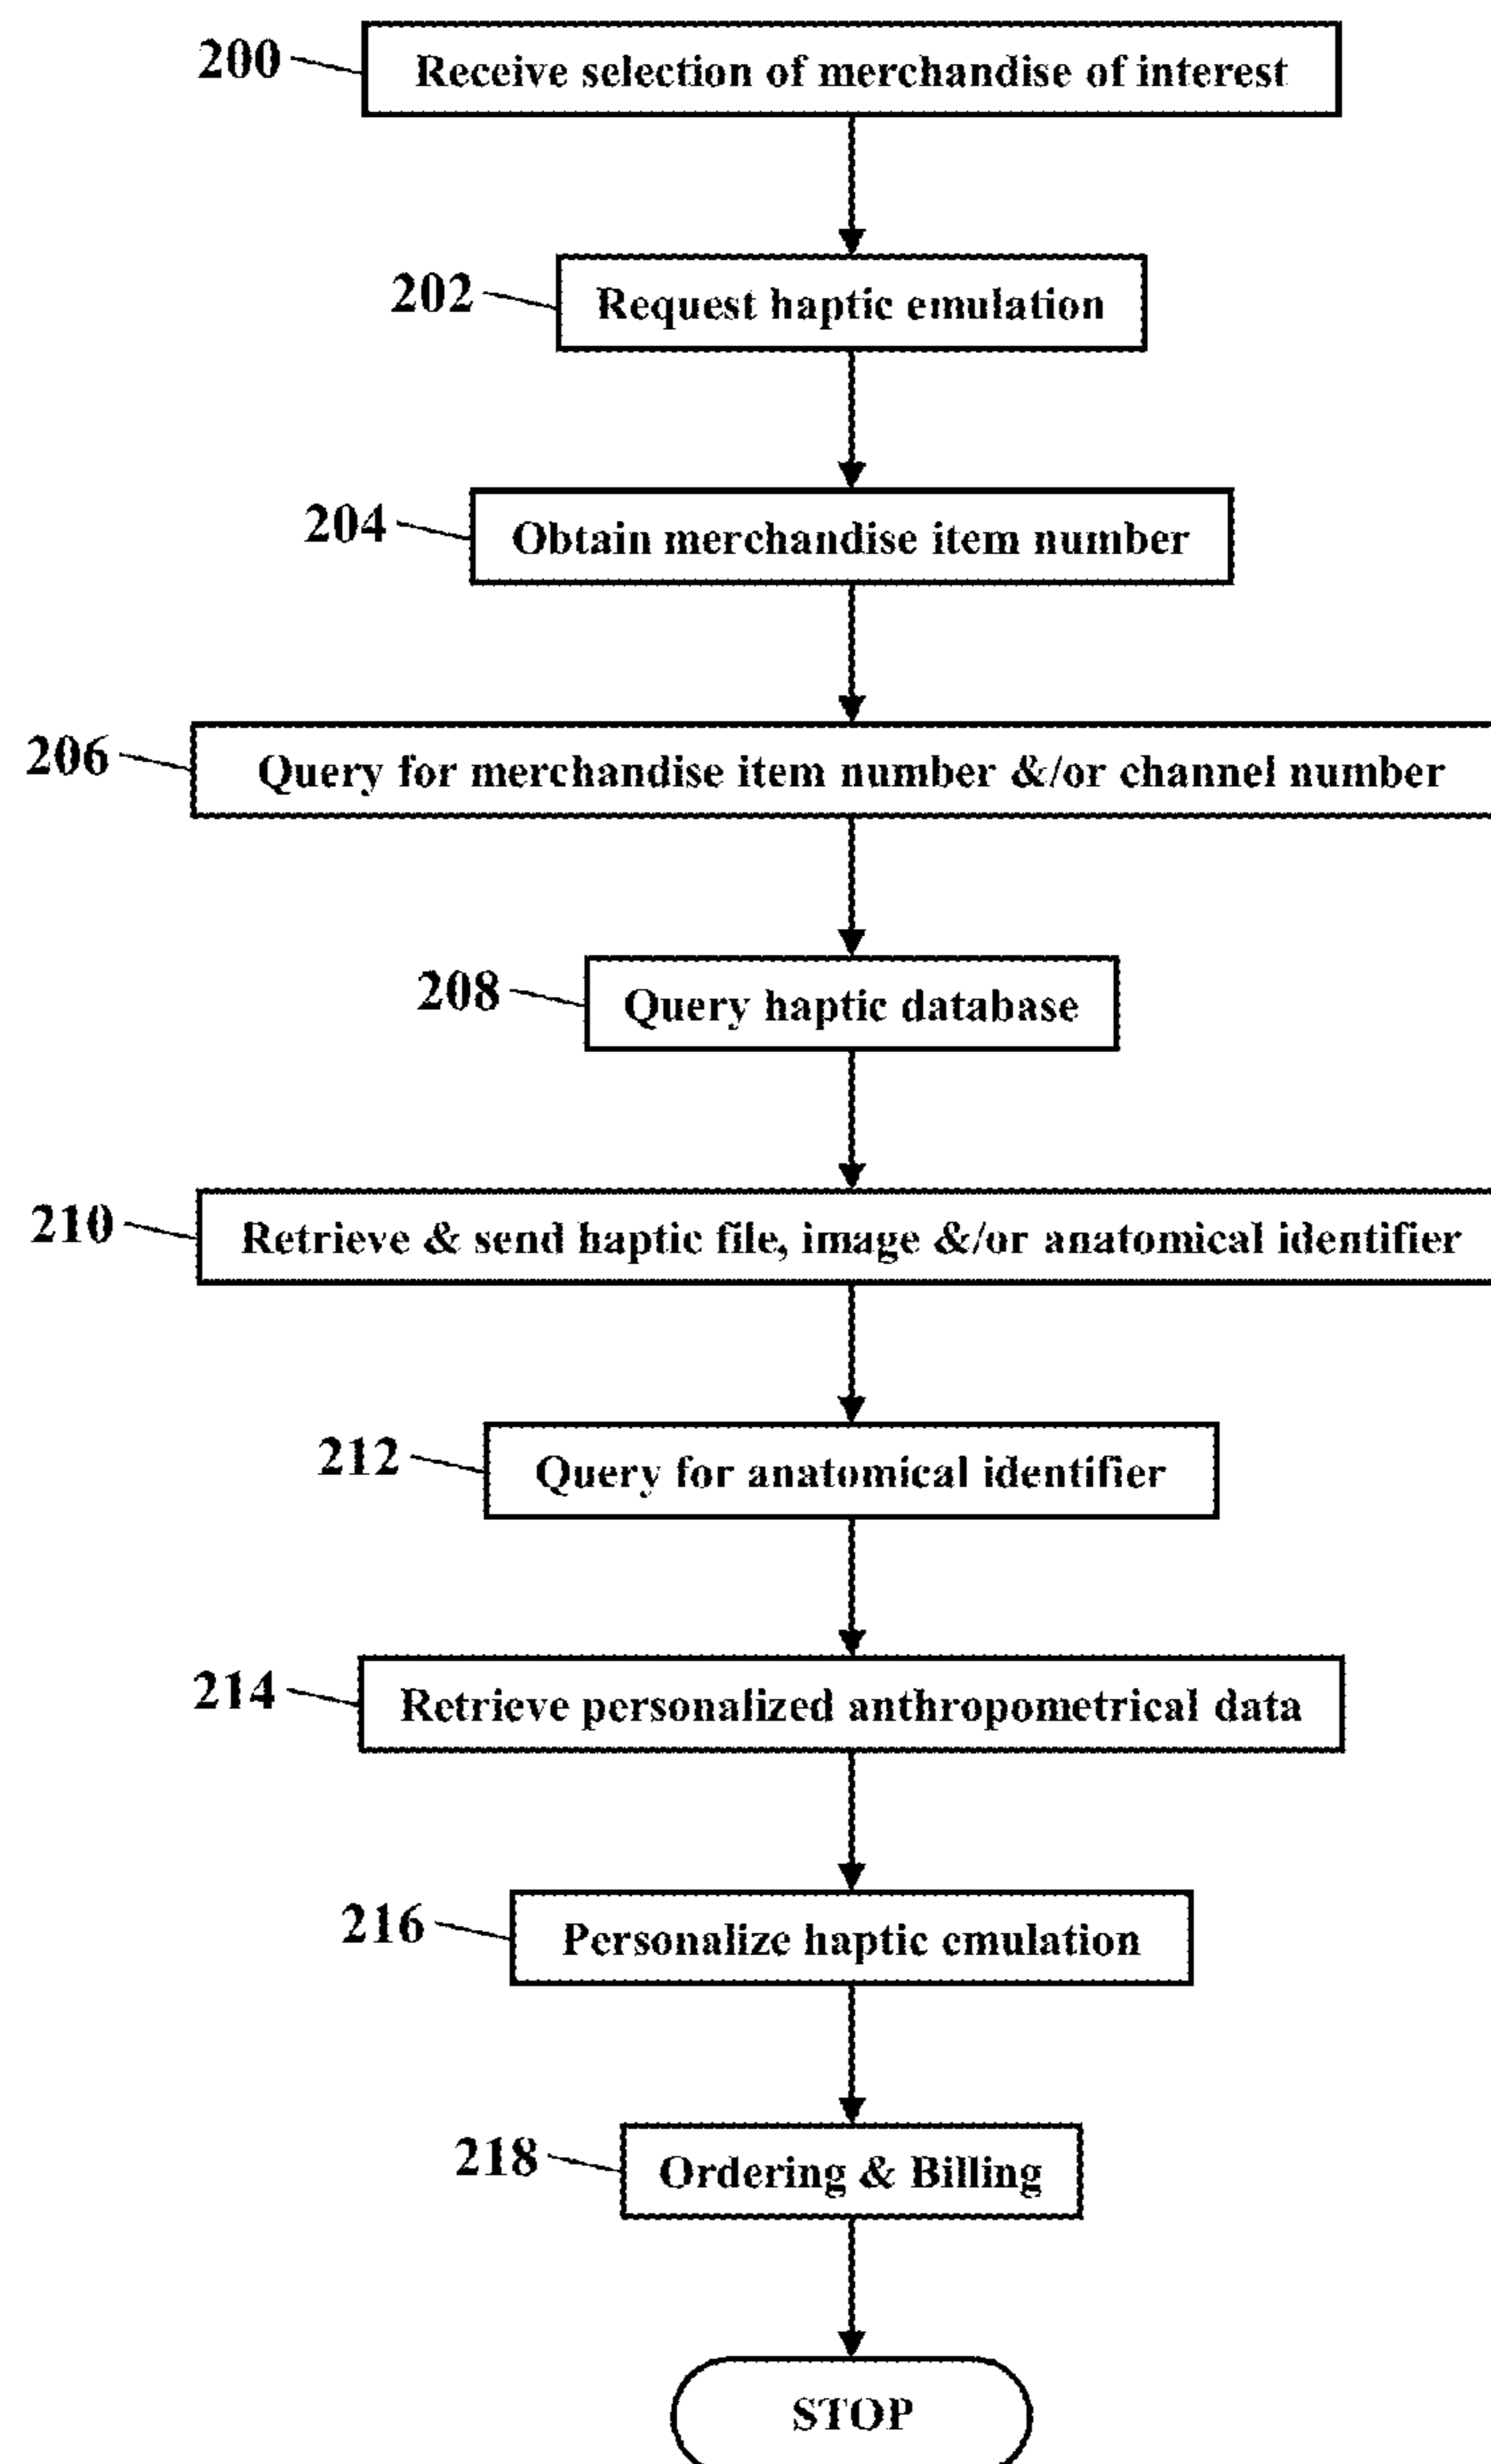 200 Receive selection of merchandise of interest
202 Request haptic emulation
204 Obtain merchandise item number
206 Query for merchandise item number &/or channel number
208 Query haptic database
210 Retrieve & send haptic file, image &/or anatomical identifier
212 Query for anatomical identifier
214 Retrieve personalized anthropometrical data
216 Personalize haptic emulation
218 Ordering & Billing
STOP